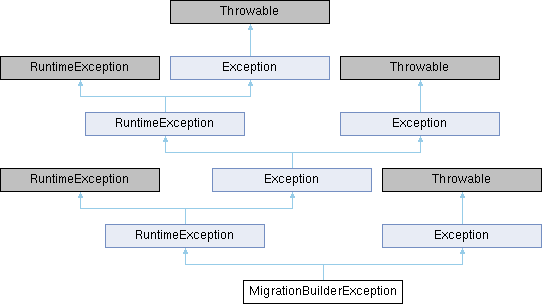 Throwable
RuntimeException
Exception
Throwable
RuntimeException
Exception
RuntimeException
Exception
Throwable
RuntimeException
Exception
MigrationBuilderException